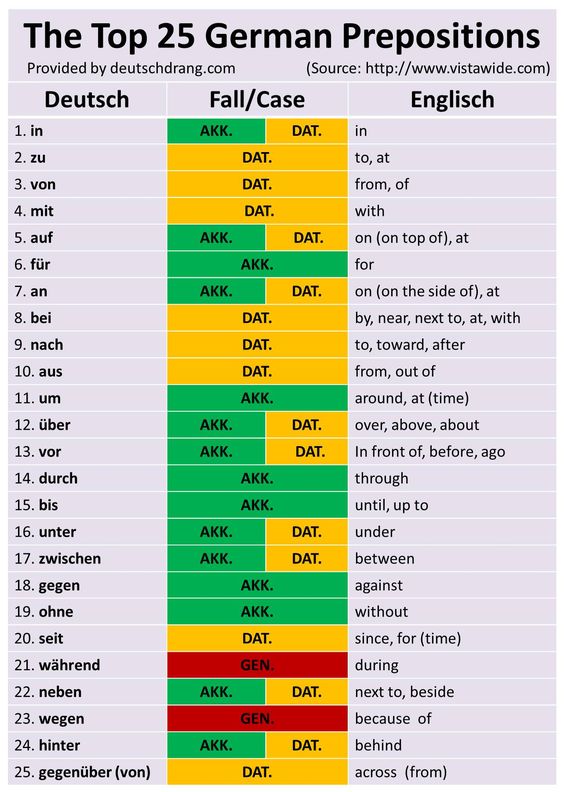 The Top 25 German Prepositions
Provided by deutschdrang.com (Source: http://www.vistawide.com)
Deutsch Fall/Case Englisch
1. in AKK. DAT. in
2. zu DAT. to, at
3. von DAT. from, of
4. mit DAT. with
5. auf AKK. DAT. on (on top of), at
6. für AKK. for
7. an AKK. DAT. on (on the side of), at
8. bei DAT. by, near, next to, at, with
9. nach DAT. to, toward, after
10. aus DAT. from, out of
11. um AKK. around, at (time)
12. über AKK. DAT. over, above, about
13. vor AKK. DAT. In front of, before, ago
14. durch AKK. through
15. bis AKK. until, up to
16. unter AKK. DAT. under
17. zwischen AKK. DAT. between
18. gegen AKK. against
19. ohne AKK. without
20. seit DAT. since, for (time)
21. während GEN. during
22. neben AKK. DAT. next to, beside
23. wegen GEN. because of
24. hinter AKK. DAT. behind
25. gegenüber (von) DAT. across (from)